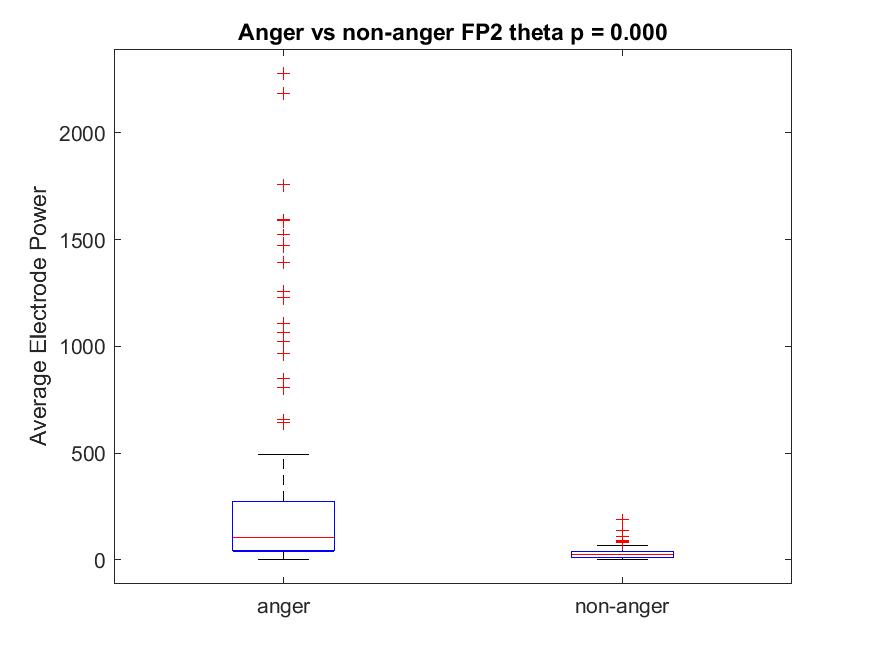 Anger vs non-anger FP2 theta p = 0.000
Average Electrode Power
2000
1500
1000
500
0
anger
non-anger